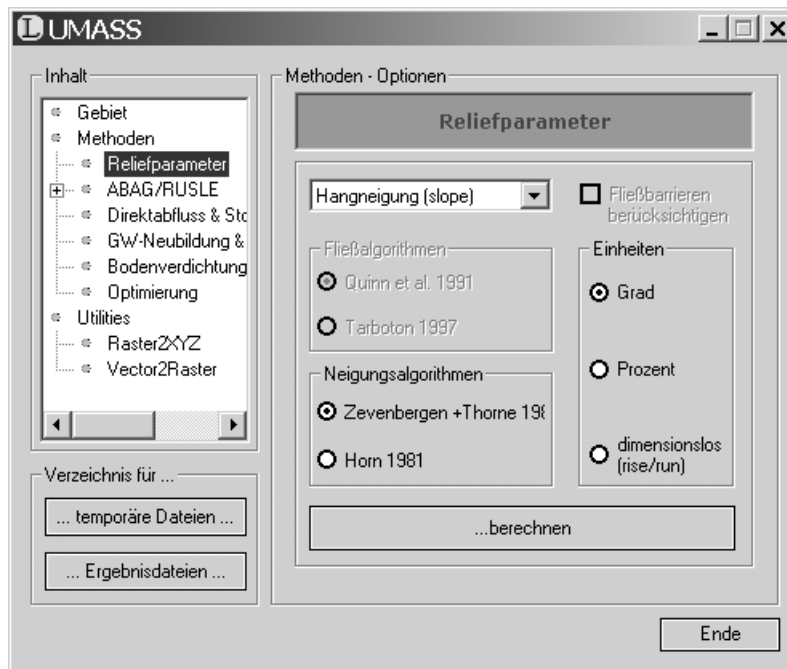 UMASS
Inhalt
Gebiet
Methoden
Reliefparameter
ABAG/RUSLE
Direktabfluss & Sto
GW-Neubildung &
Bodenverdichtung
Optimierung
Utilities
Raster2XYZ
Vector2Raster
Verzeichnis für ...
... temporäre Dateien ...
... Ergebnisdateien ...
Methoden - Optionen
Reliefparameter
Hangneigung (slope)
Fließbarrieren
berücksichtigen
Fließalgorithmen
Quinn et al. 1991
Tarboton 1997
Neigungsalgorithmen
Zevenbergen +Thorne 198
Horn 1981
Einheiten
Grad
Prozent
dimensionslos
(rise/run)
...berechnen
Ende